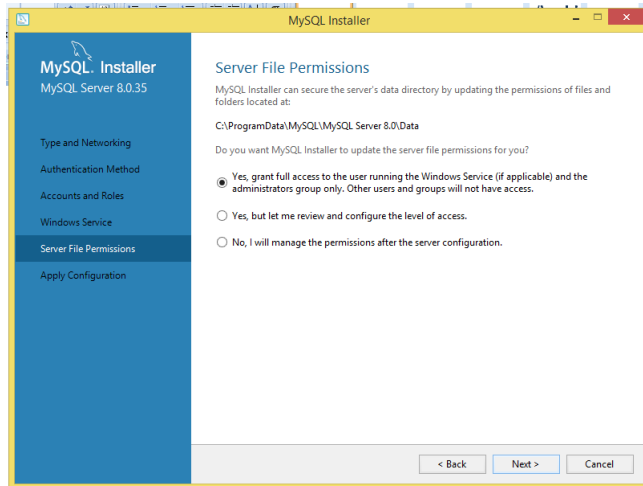 MySQL Installer
MySQL. Installer
MySQL Server 8.0.35
Type and Networking
Authentication Method
Accounts and Roles
Windows Service
Server File Permissions
Apply Configuration
Server File Permissions
MySQL Installer can secure the server's data directory by updating the permissions of files and
folders located at:
C:\ProgramData\MySQL\MySQL Server 8.0\Data
Do you want MySQL Installer to update the server file permissions for you?
Yes, grant full access to the user running the Windows Service (if applicable) and the
administrators group only. Other users and groups will not have access.
Yes, but let me review and configure the level of access.
No, I will manage the permissions after the server configuration.
< Back
Next >
Cancel